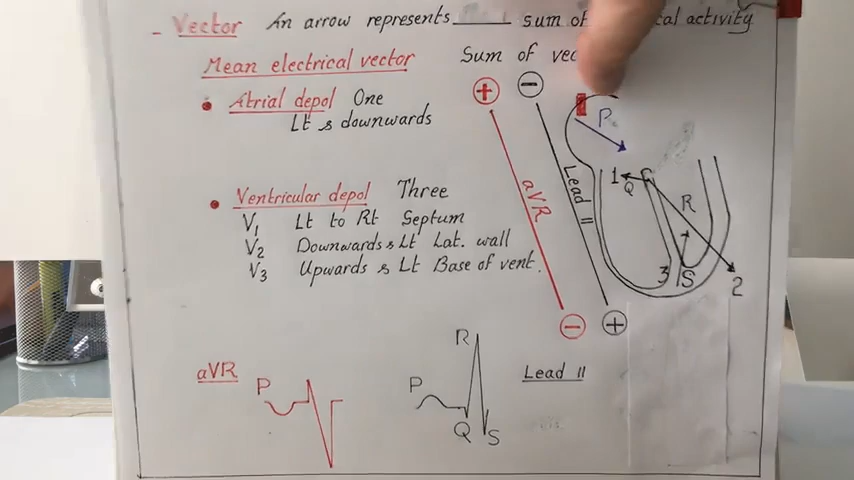 - Vector An arrow represents sum of activity
Mean electrical vector Sum of
Atrial depol One
Lt & downwards
Ventricular depol Three
V1 Lt to Rt Septum
V2 Downwards & Lt Lat. wall
V3 Upwards & Lt Base of vent.
+
-
aVR
Lead II
-
+
P
1
Q
R
3
S
2
aVR
P
P
R
Q
S
Lead II